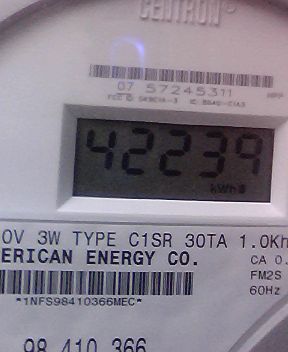 CENTRON
07 57245311
42239
kWh
0V 3W TYPE C1SR 30TA 1.0Kh
ERICAN ENERGY CO.
CA 0.
FM2S
60Hz
*1NFS98410366MEC*
98 410 366